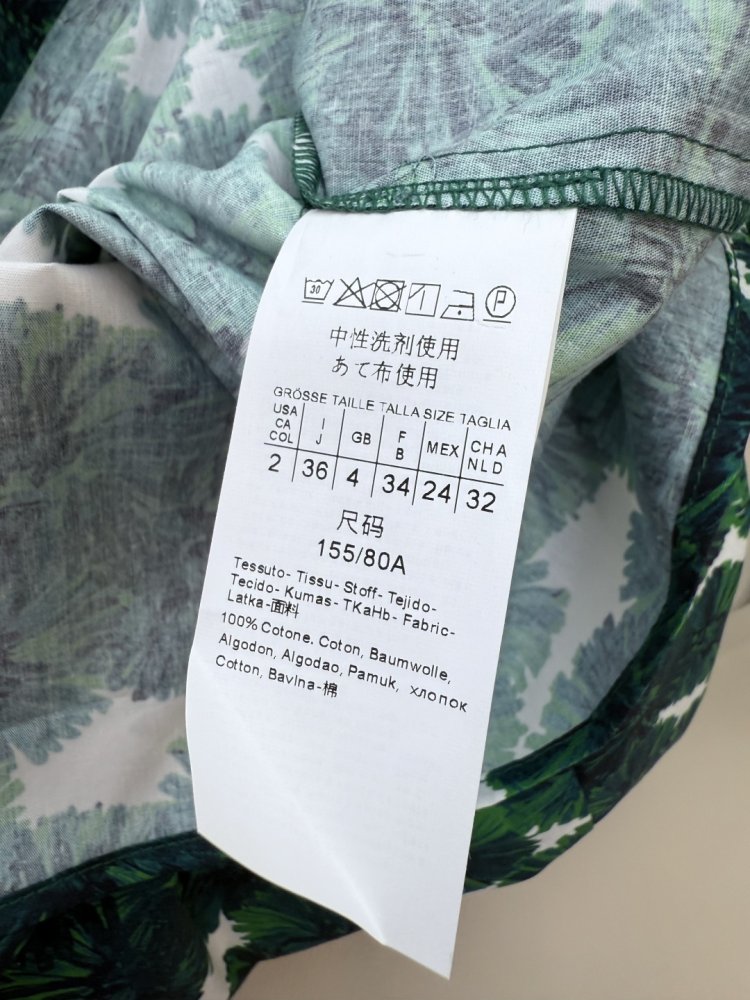 30 P
中性洗剤使用
あて布使用
GRÖSSE TAILLE TALLA SIZE TAGLIA
USA CA COL I J GB F B MEX CHA NLD
2 36 4 34 24 32
尺码
155/80A
Tessuto- Tissu- Stoff- Tejido-
Tecido- Kumas- TKaHb- Fabric-
Latka-面料
100% Cotone. Coton, Baumwolle,
Algodon, Algodao, Pamuk, хлопок
Cotton, Bavlna-棉